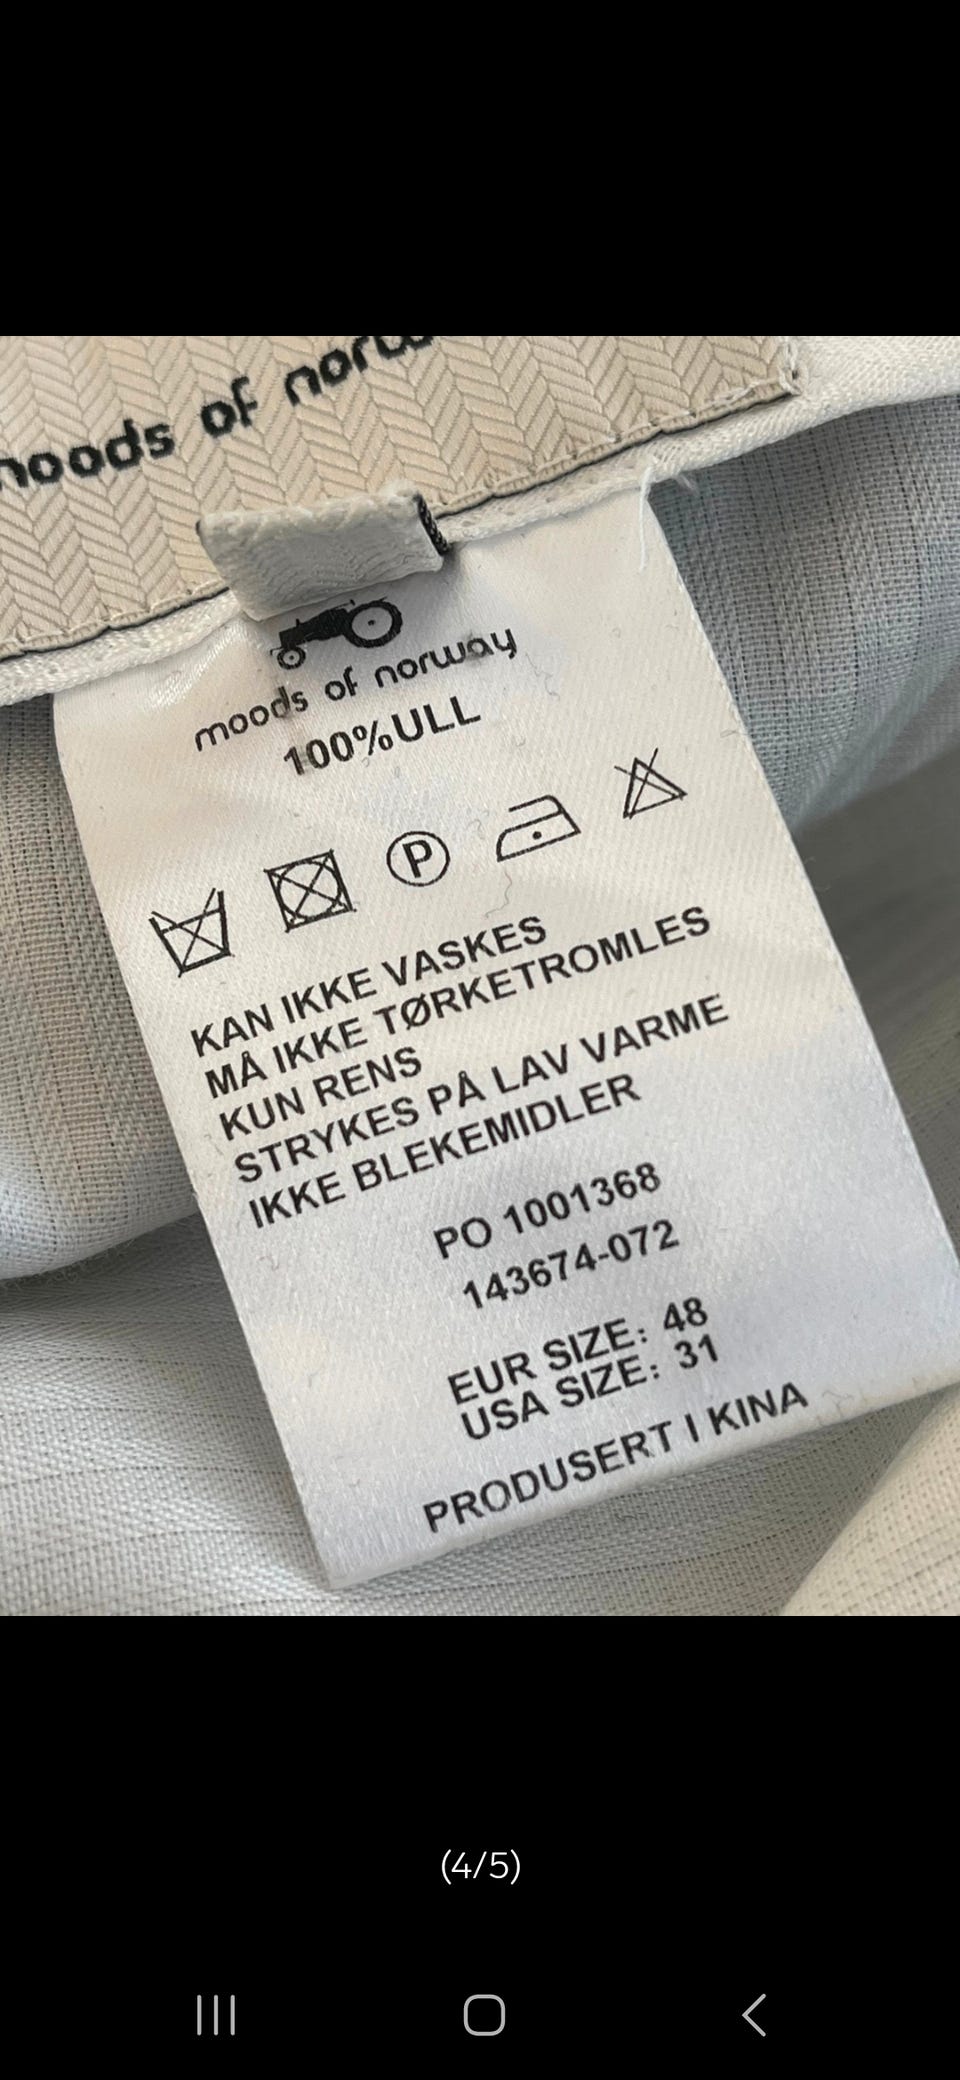 moods of norw
moods of norway
100%ULL
P
KAN IKKE VASKES
MÅ IKKE TØRKETROMLES
KUN RENS
STRYKES PÅ LAV VARME
IKKE BLEKEMIDLER
PO 1001368
143674-072
EUR SIZE: 48
USA SIZE: 31
PRODUSERT I KINA
(4/5)